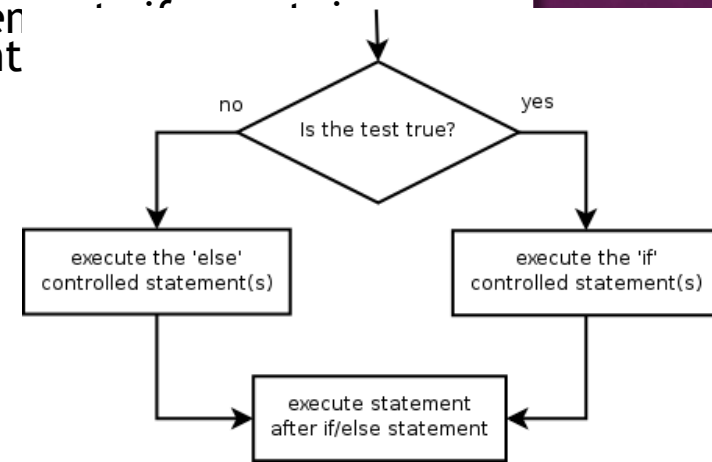 no
yes
Is the test true?
execute the 'else'
controlled statement(s)
execute the 'if'
controlled statement(s)
execute statement
after if/else statement